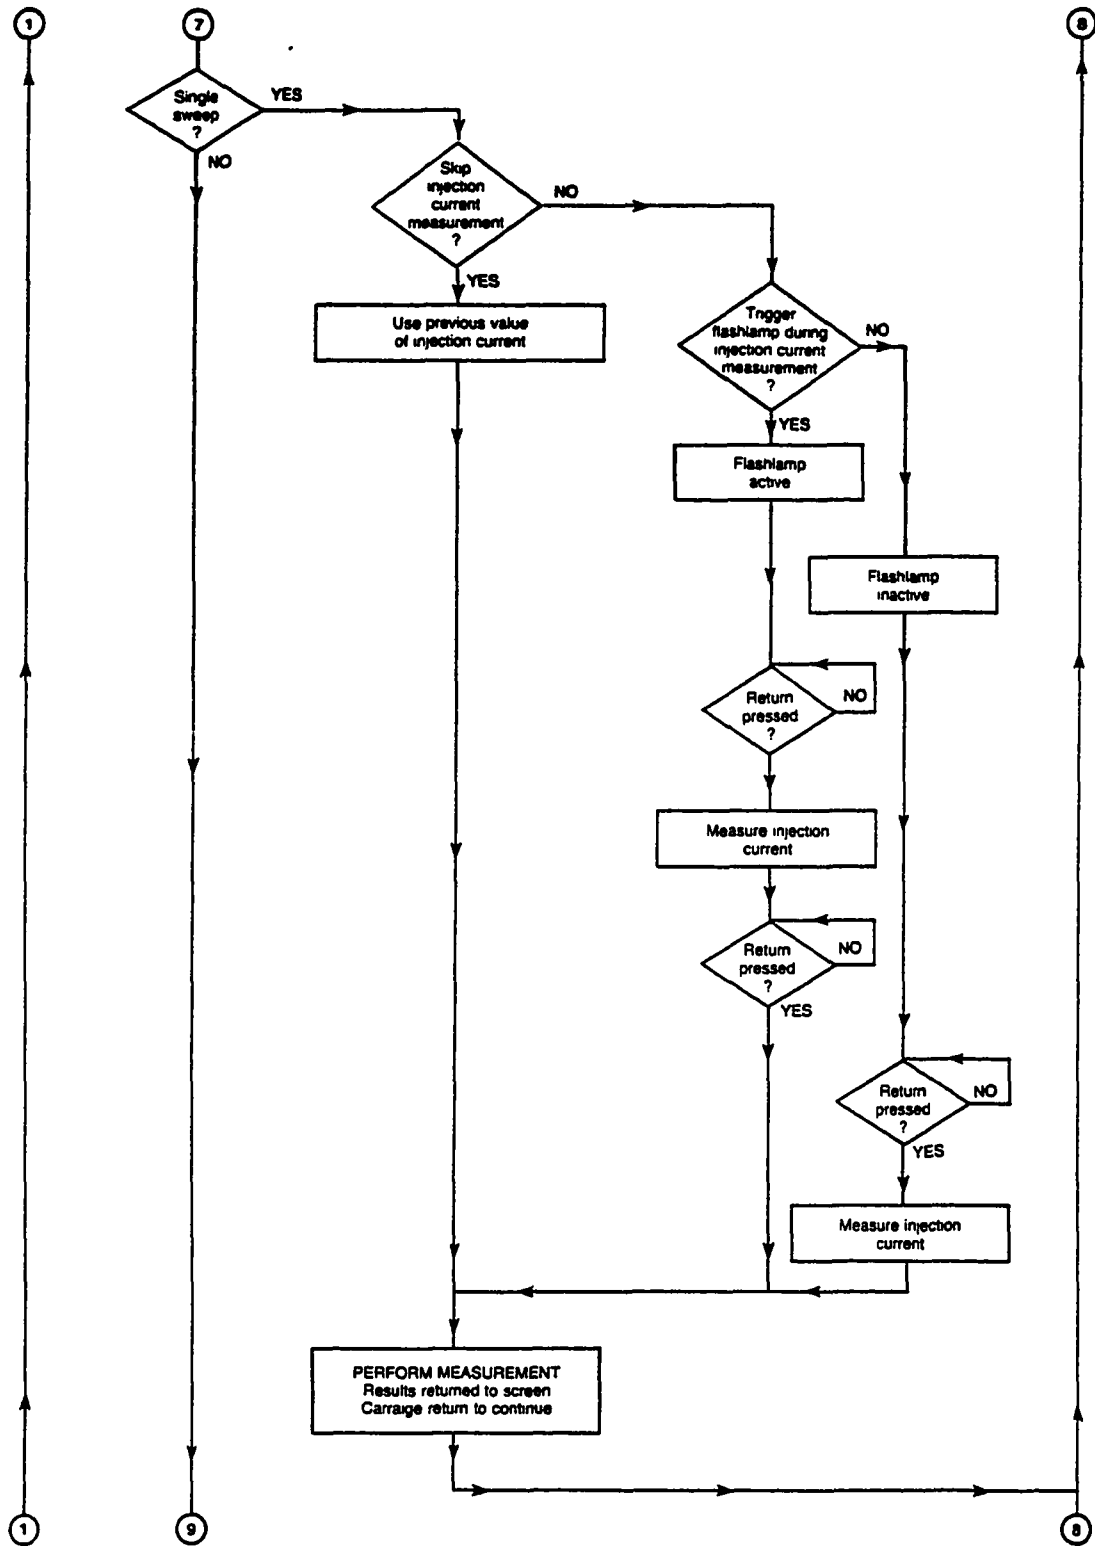 1
7
8
Single
sweep
?
YES
NO
Skip
injection
current
measurement
?
NO
YES
Use previous value
of injection current
Trigger
flashlamp during
injection current
measurement
?
NO
YES
Flashlamp
active
Flashlamp
inactive
Return
pressed
?
NO
Measure injection
current
Return
pressed
?
NO
YES
Return
pressed
?
NO
YES
Measure injection
current
PERFORM MEASUREMENT
Results returned to screen
Carraige return to continue
1
9
8